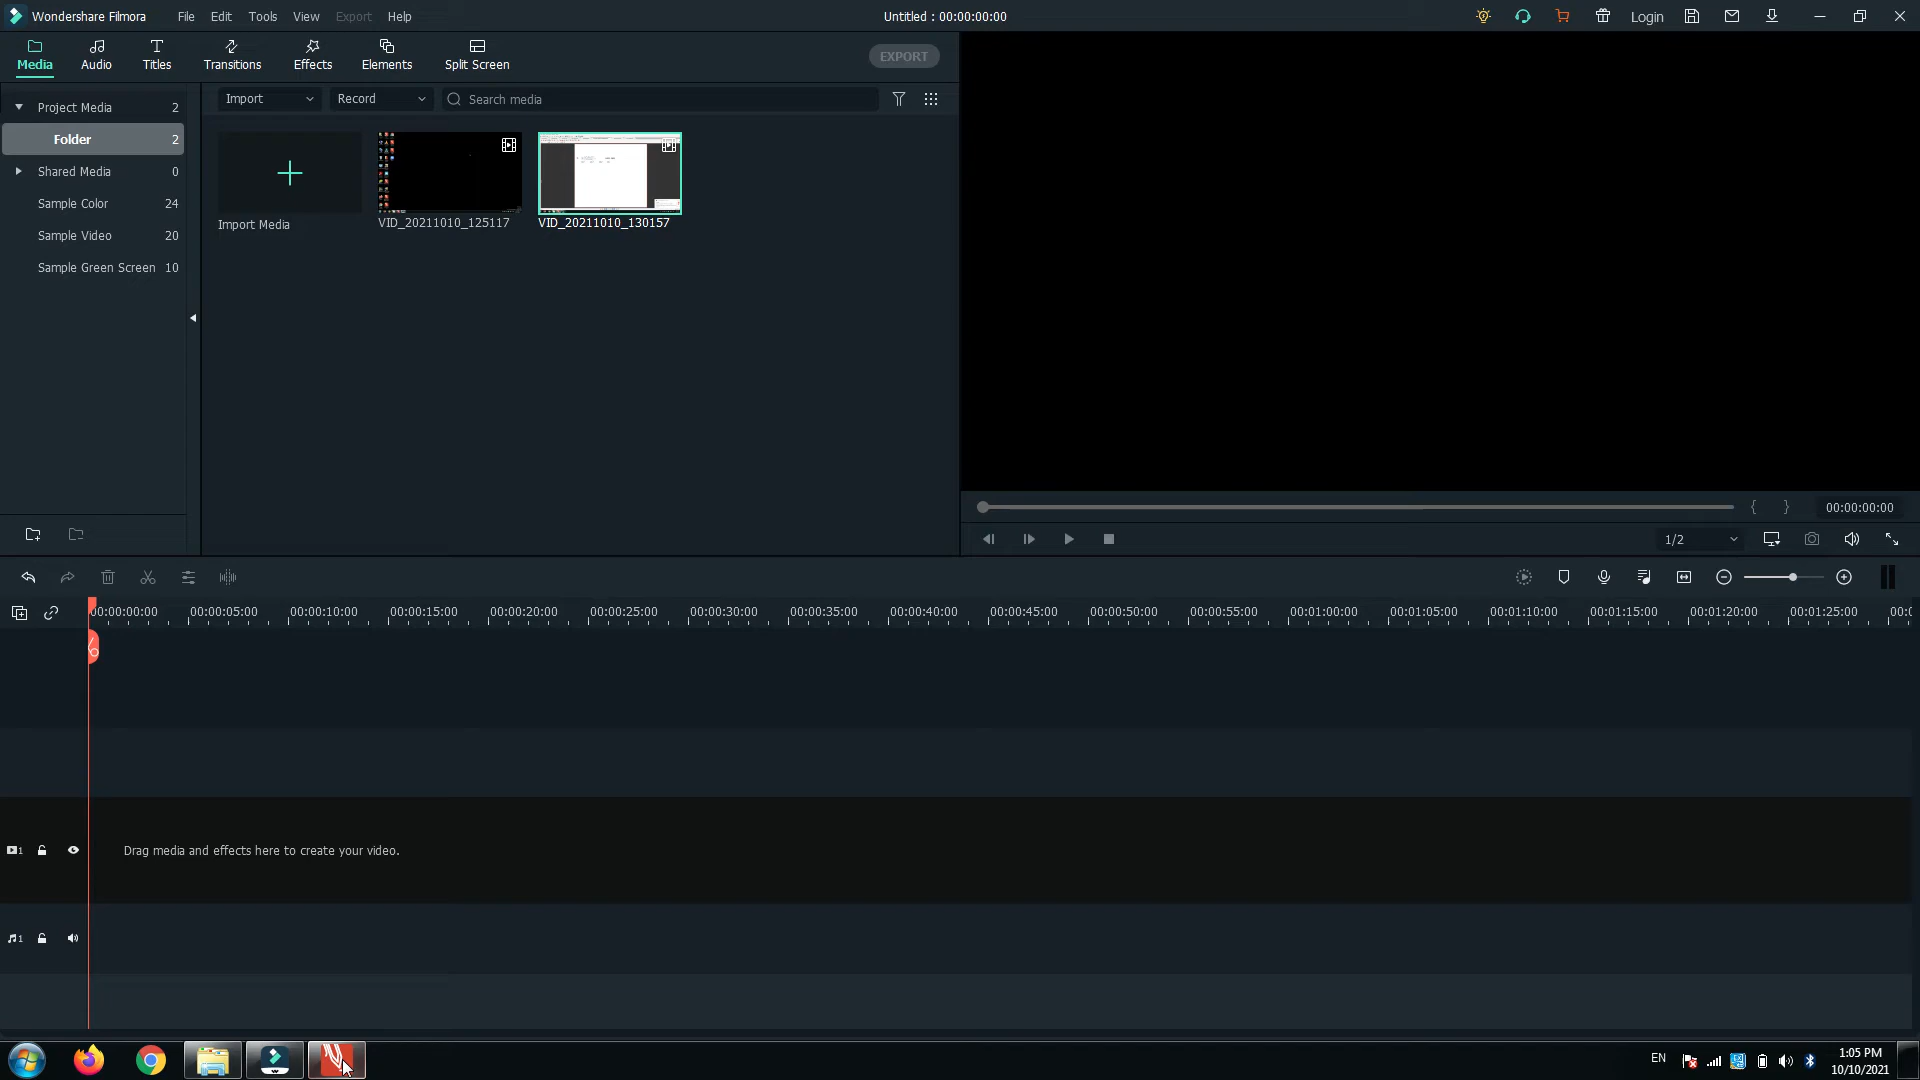 Wondershare Filmora File Edit Tools View Export Help Untitled : 00:00:00:00 Login
Media Audio Titles Transitions Effects Elements Split Screen EXPORT
Project Media 2
Folder 2
Shared Media 0
Sample Color 24
Sample Video 20
Sample Green Screen 10
Import Record Search media
Import Media VID_20211010_125117 VID_20211010_130157
{ } 00:00:00:00
1/2
00:00:00:00 00:00:05:00 00:00:10:00 00:00:15:00 00:00:20:00 00:00:25:00 00:00:30:00 00:00:35:00 00:00:40:00 00:00:45:00 00:00:50:00 00:00:55:00 00:01:00:00 00:01:05:00 00:01:10:00 00:01:15:00 00:01:20:00 00:01:25:00
1 Drag media and effects here to create your video.
1
EN 1:05 PM
10/10/2021